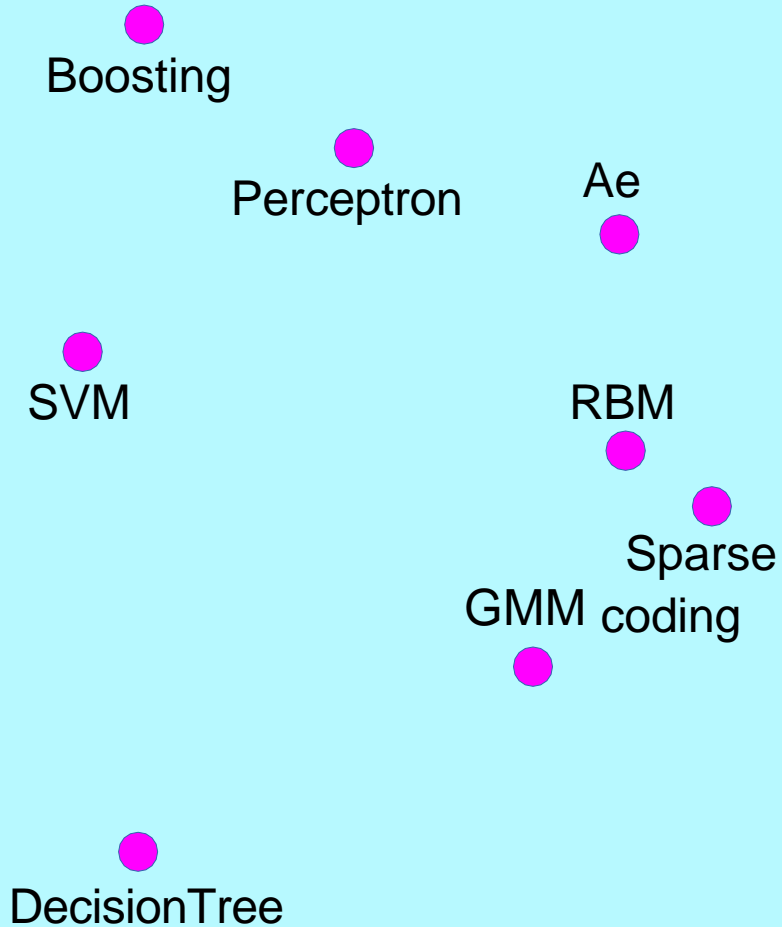 Boosting
Perceptron
Ae
SVM
RBM
Sparse
coding
GMM
DecisionTree